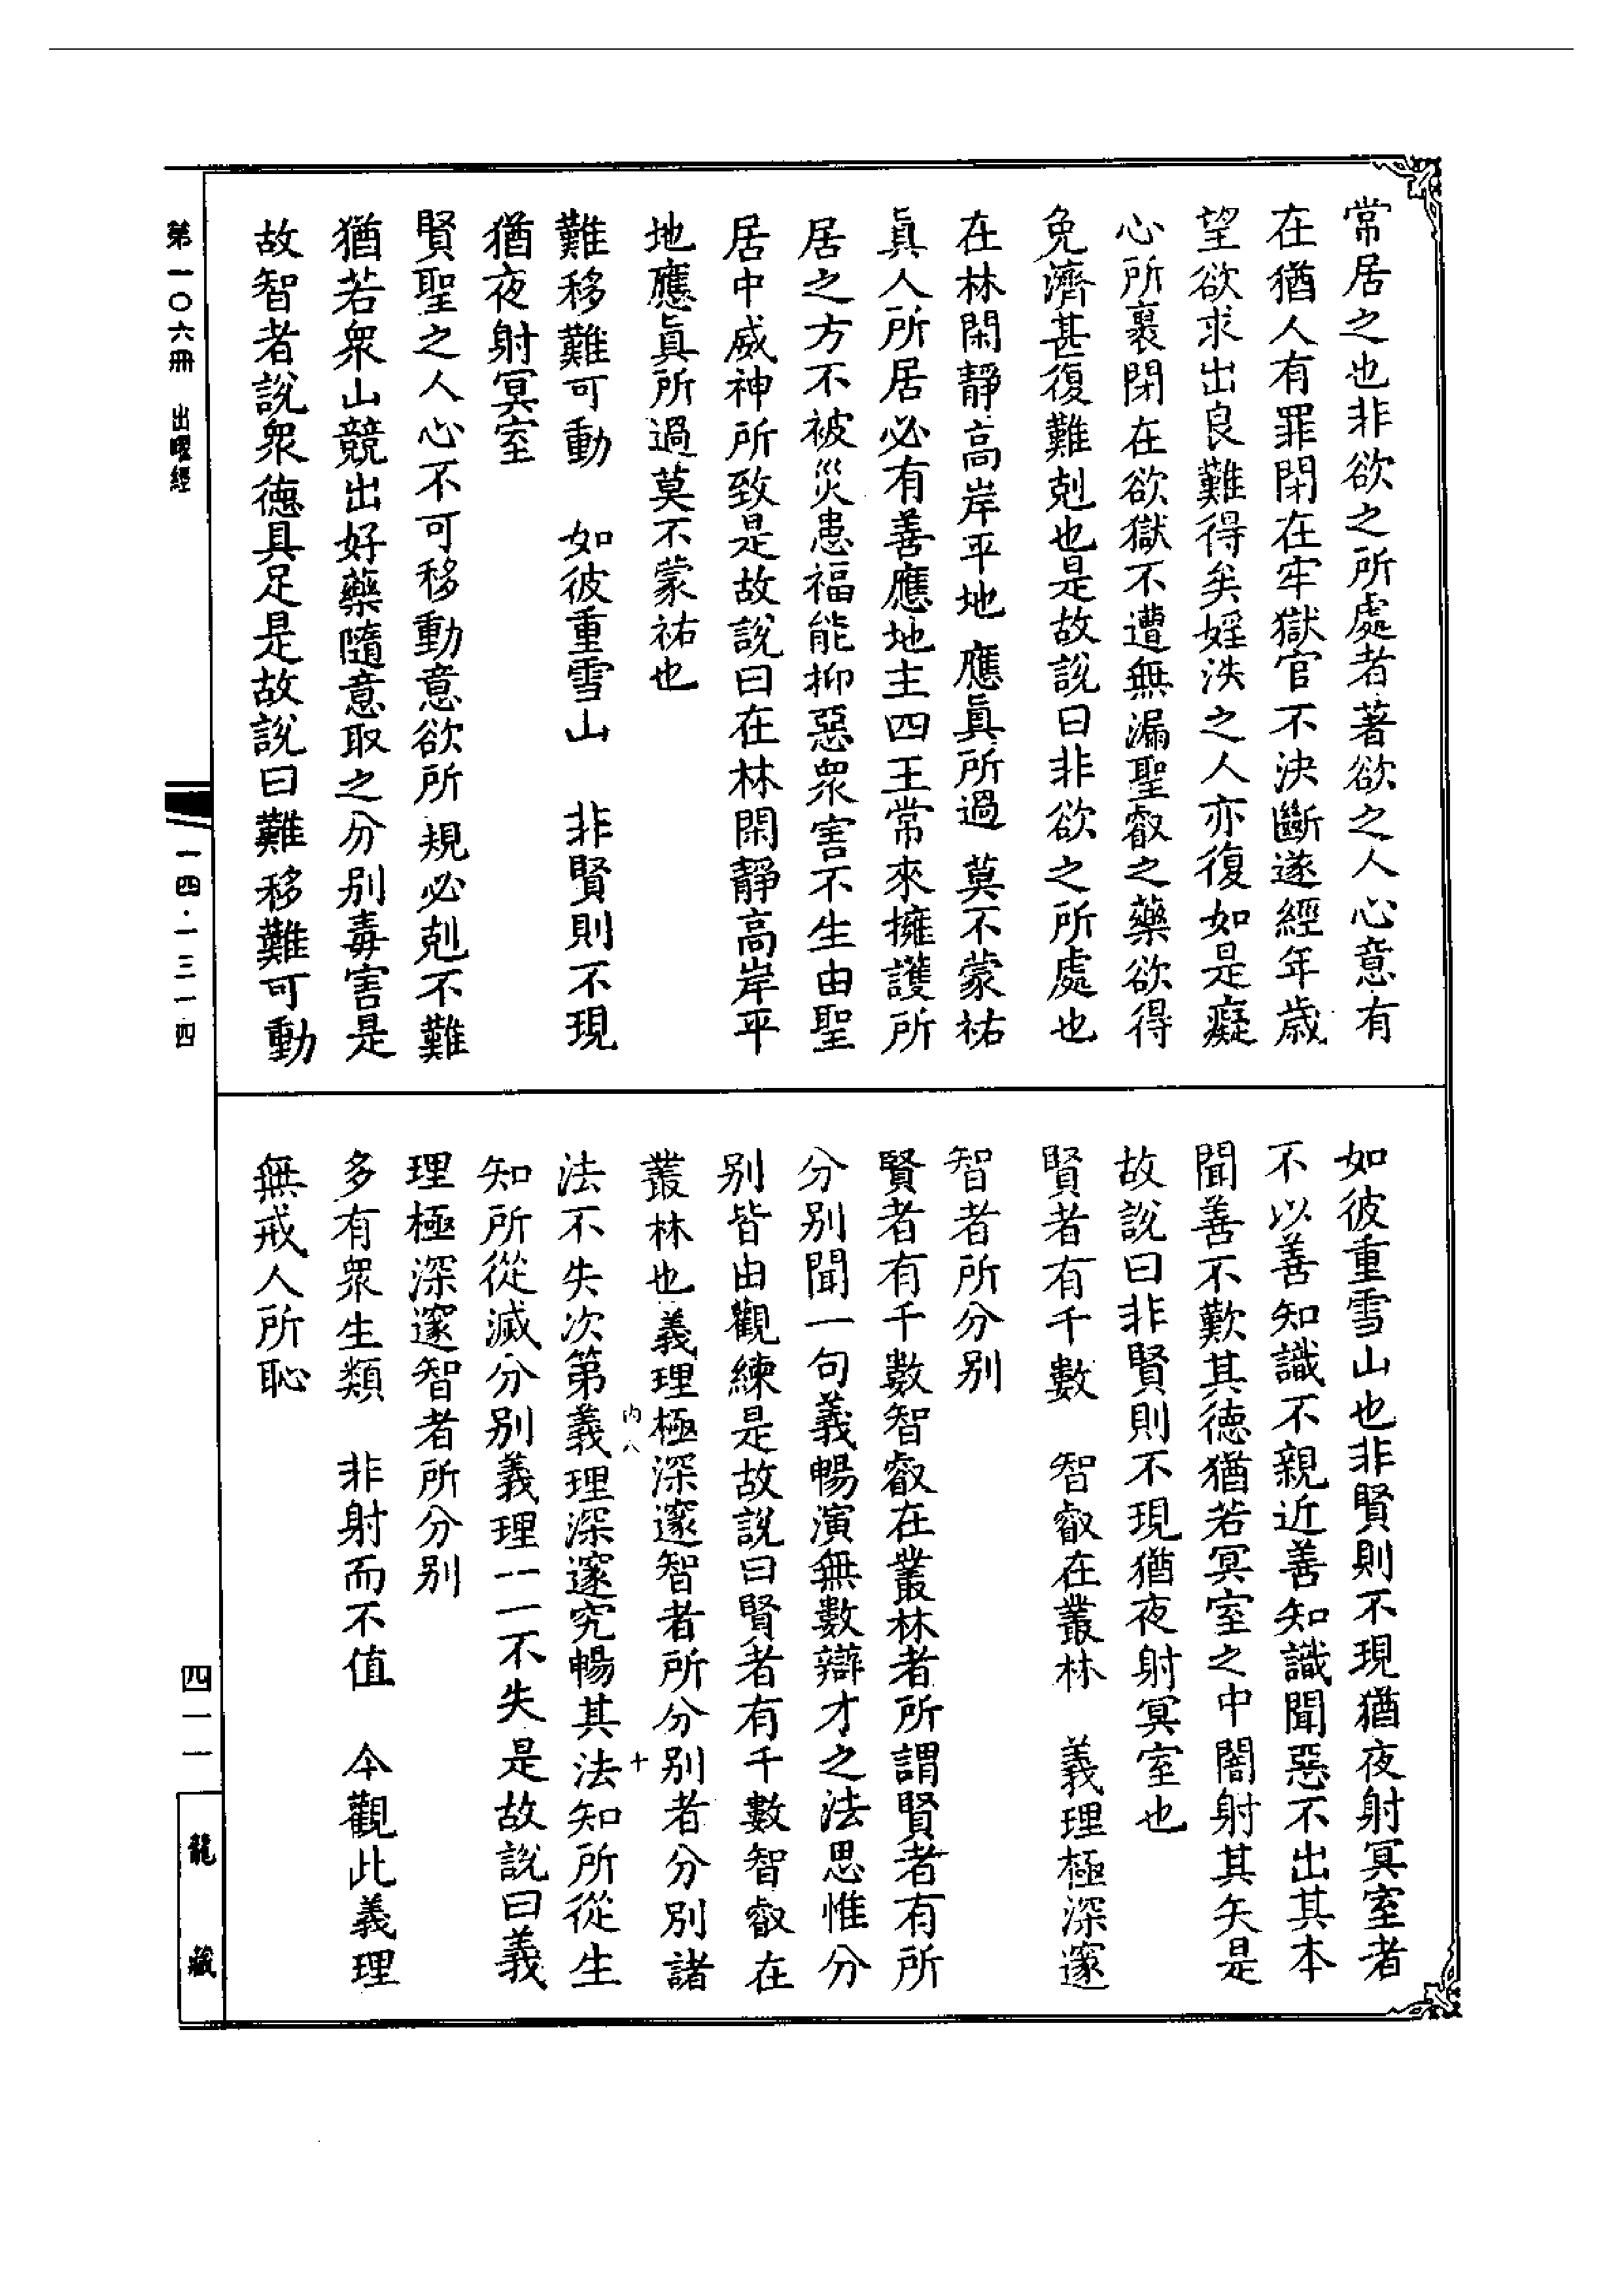 常居之也非欲之所處者著欲之人心意有
在猶人有罪閉在牢獄官不決斷遂經年歲
望欲求出良難得矣婬泆之人亦復如是癡
心所裹閉在欲獄不遭無漏聖叡之藥欲得
免濟甚復難剋也是故說曰非欲之所處也
在林閑靜高岸平地應眞所過莫不蒙祐
眞人所居必有善應地主四王常來擁護所
居之方不被災患福能抑惡眾害不生由聖
居中威神所致是故說曰在林閑靜高岸平
地應眞所過莫不蒙祐也
難移難可動 如彼重雪山 非賢則不現
猶夜射冥室
賢聖之人心不可移動意欲所規必剋不難
猶若眾山競出好藥隨意取之分別毒害是
故智者說眾德具足是故說曰難移難可動
如彼重雪山也非賢則不現猶夜射冥室者
不以善知識不親近善知識聞惡不出其本
聞善不歎其德猶若冥室之中闇射其矢是
故說曰非賢則不現猶夜射冥室也
賢者有千數 智叡在叢林 義理極深邃
智者所分別
賢者有千數智叡在叢林者所謂賢者有所
分別聞一句義暢演無數辯才之法思惟分
別皆由觀練是故說曰賢者有千數智叡在
叢林也義理極深邃智者所分別者分別諸
法不失次第義理深邃究暢其法知所從生
知所從滅分別義理一一不失是故說曰義
理極深邃智者所分別
多有眾生類 非射而不值 今觀此義理
無戒人所恥
內八
十
第一〇六冊 出曜經
一四·一三一四
四一一
龍藏